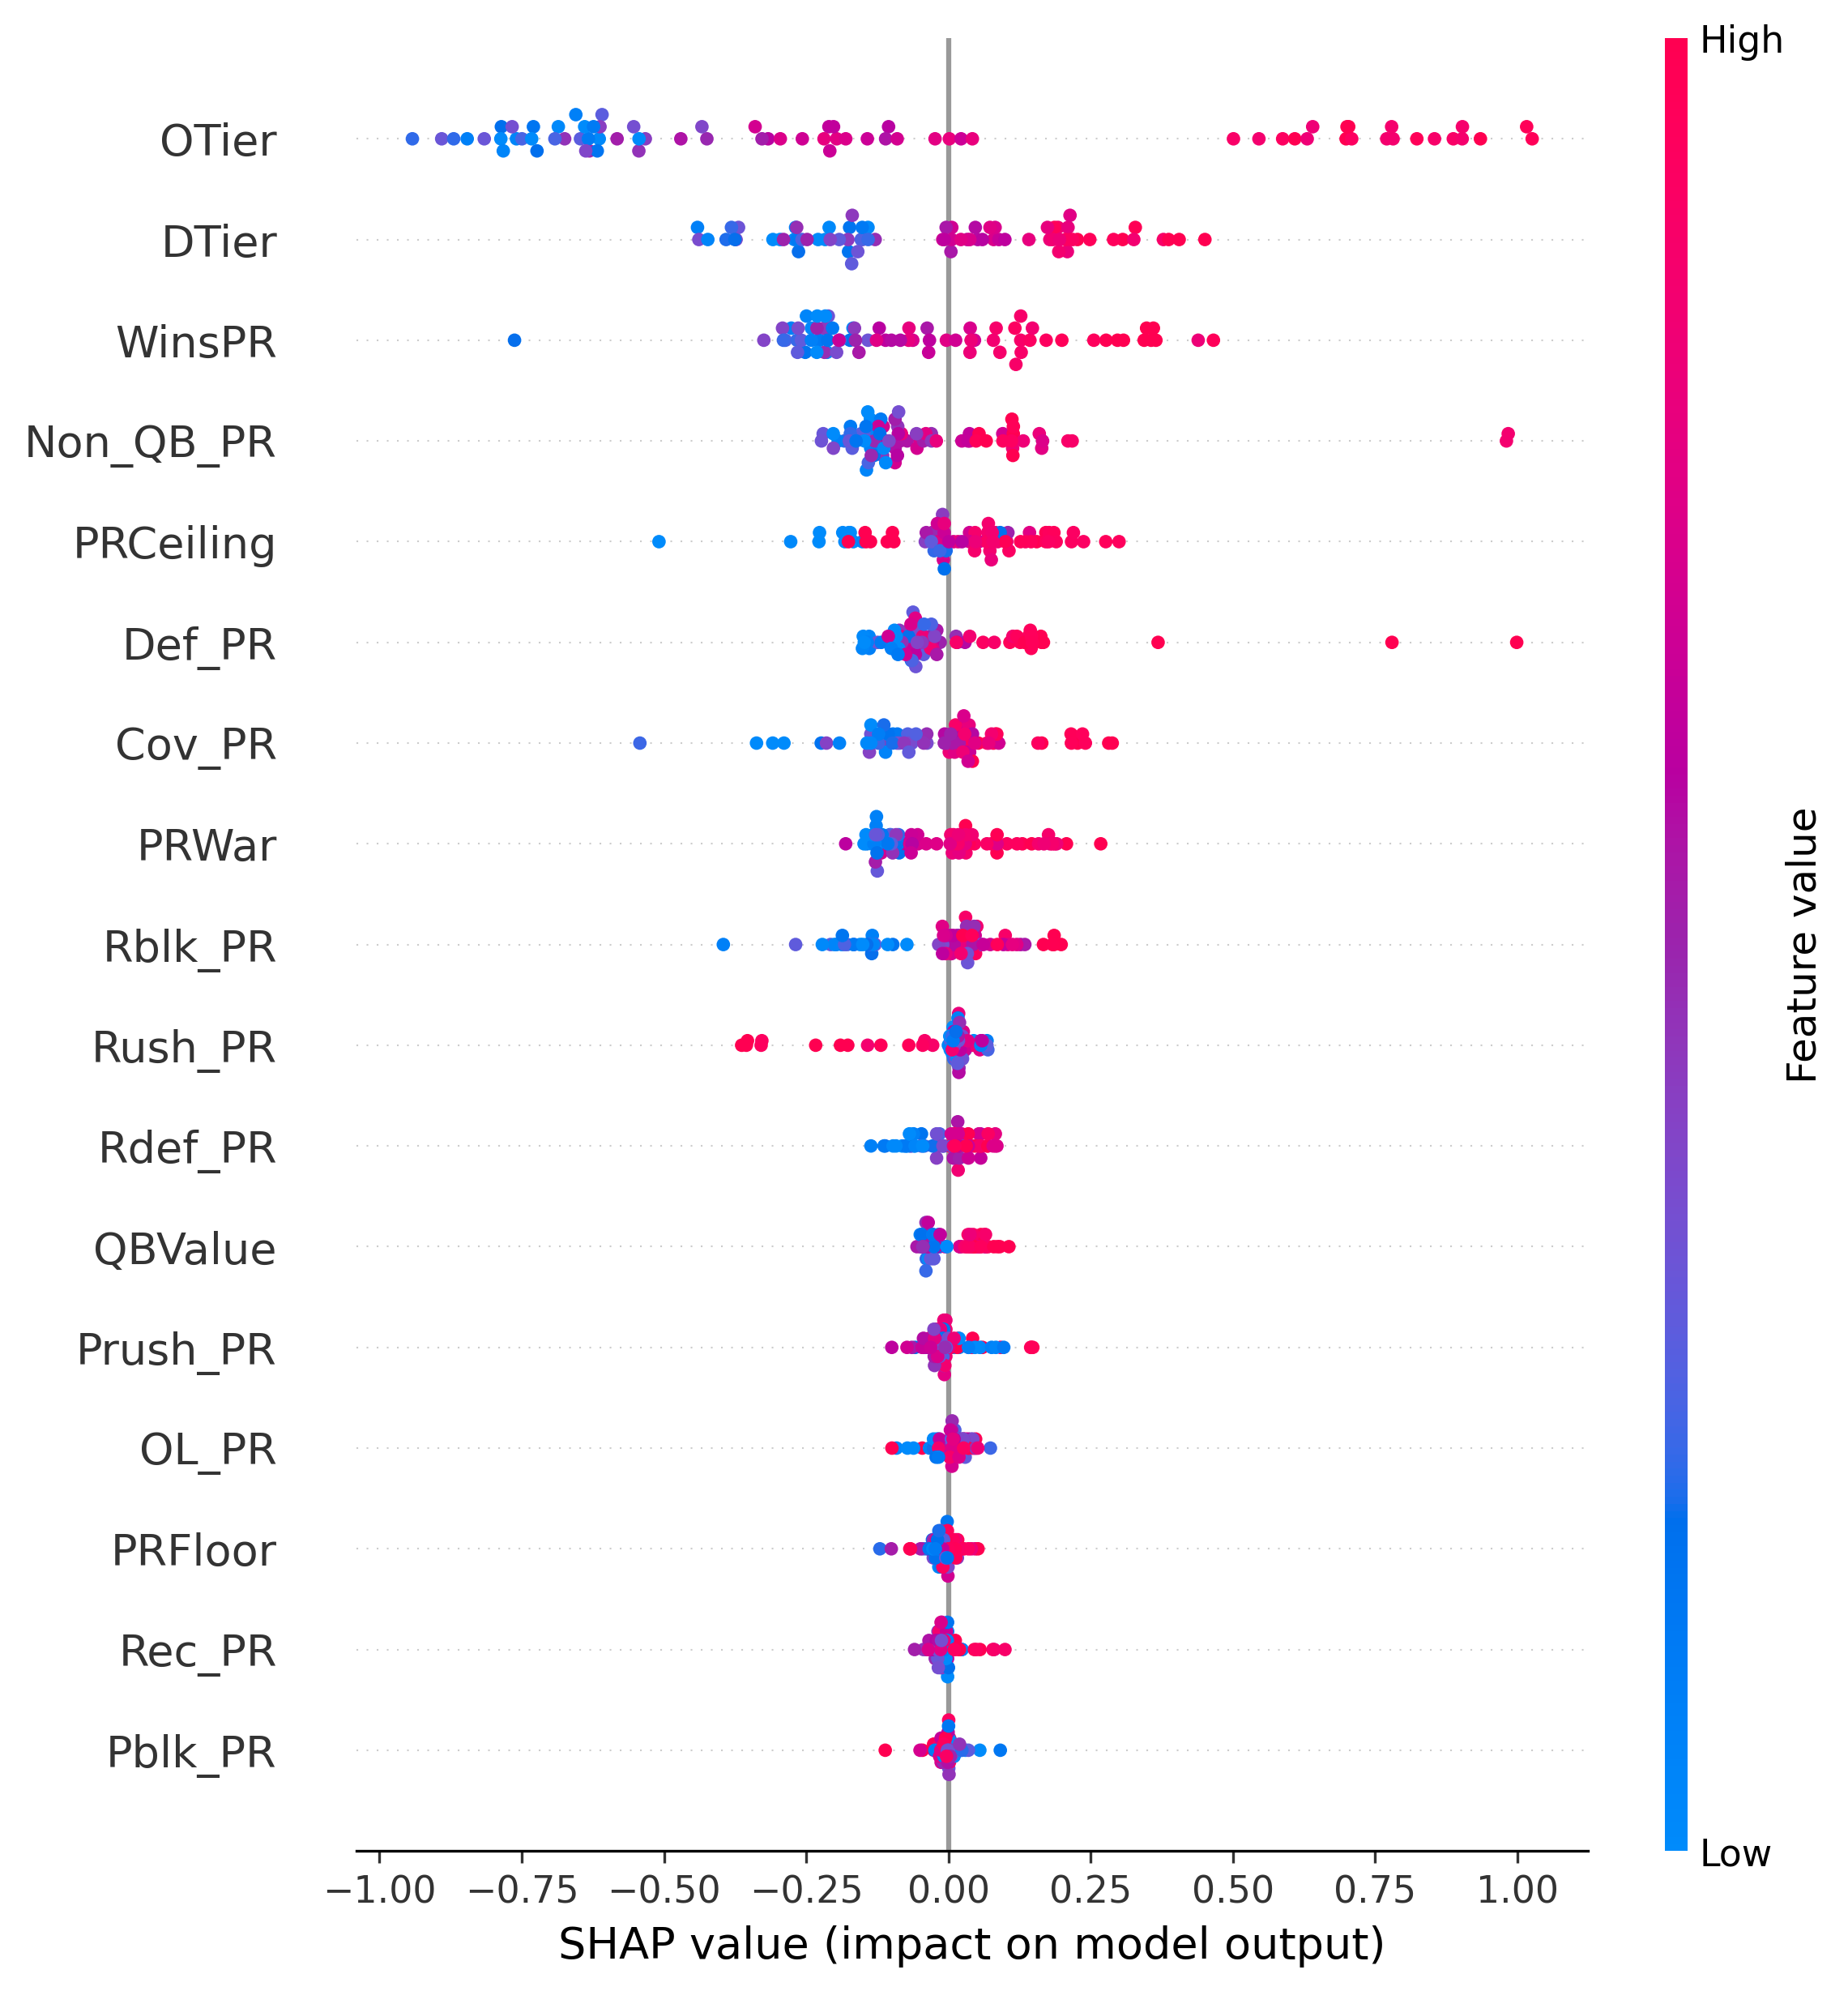 High
OTier
DTier
WinsPR
Non_QB_PR
PRCeiling
Def_PR
Cov_PR
PRWar
Rblk_PR
Rush_PR
Rdef_PR
QBValue
Prush_PR
OL_PR
PRFloor
Rec_PR
Pblk_PR
Feature value
Low
−1.00 −0.75 −0.50 −0.25 0.00 0.25 0.50 0.75 1.00
SHAP value (impact on model output)